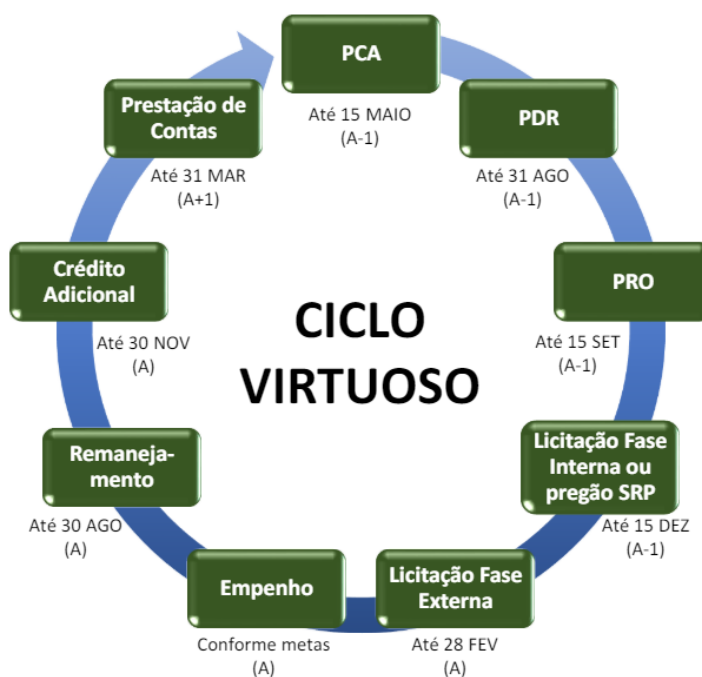 PCA
Até 15 MAIO
(A-1)
PDR
Até 31 AGO
(A-1)
PRO
Até 15 SET
(A-1)
Licitação Fase
Interna ou
pregão SRP
Até 15 DEZ
(A-1)
Licitação Fase
Externa
Até 28 FEV
(A)
Empenho
Conforme metas
(A)
Remaneja-
mento
Até 30 AGO
(A)
Crédito
Adicional
Até 30 NOV
(A)
Prestação de
Contas
Até 31 MAR
(A+1)
CICLO
VIRTUOSO